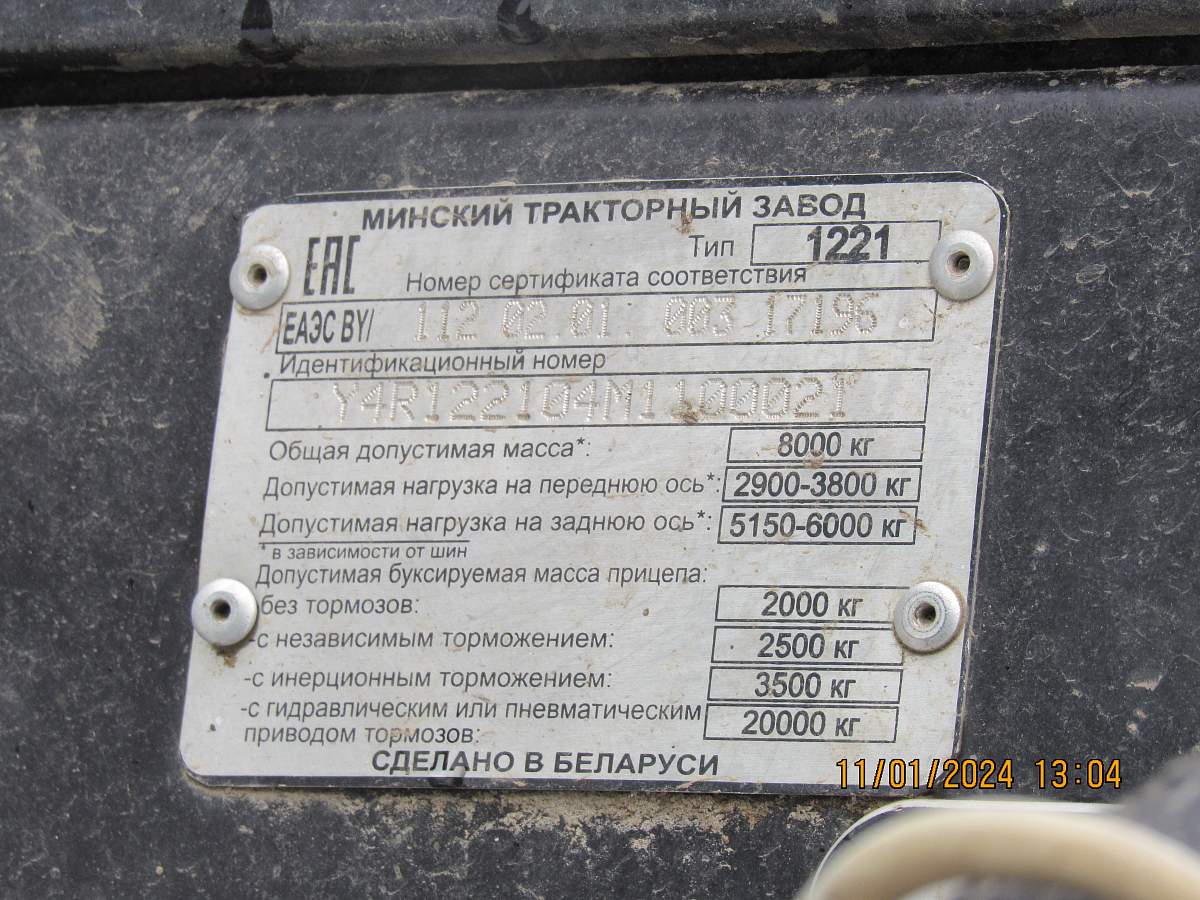 МИНСКИЙ ТРАКТОРНЫЙ ЗАВОД
EAC
Тип 1221
Номер сертификата соответствия
ЕАЭС BY/ 112 02.01. 003 17196
Идентификационный номер
Y4R122104M1100021
Общая допустимая масса*: 8000 кг
Допустимая нагрузка на переднюю ось*: 2900-3800 кг
Допустимая нагрузка на заднюю ось*: 5150-6000 кг
* в зависимости от шин
Допустимая буксируемая масса прицепа:
без тормозов: 2000 кг
-с независимым торможением: 2500 кг
-с инерционным торможением: 3500 кг
-с гидравлическим или пневматическим
приводом тормозов: 20000 кг
СДЕЛАНО В БЕЛАРУСИ
11/01/2024 13:04